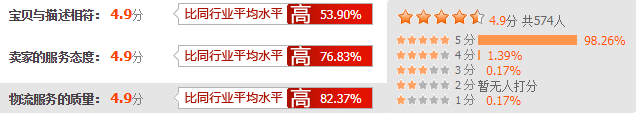 宝贝与描述相符： 4.9分 比同行业平均水平 高 53.90%
卖家的服务态度： 4.9分 比同行业平均水平 高 76.83%
物流服务的质量： 4.9分 比同行业平均水平 高 82.37%
4.9分 共574人
5分 98.26%
4分 1.39%
3分 0.17%
2分 暂无人打分
1分 0.17%